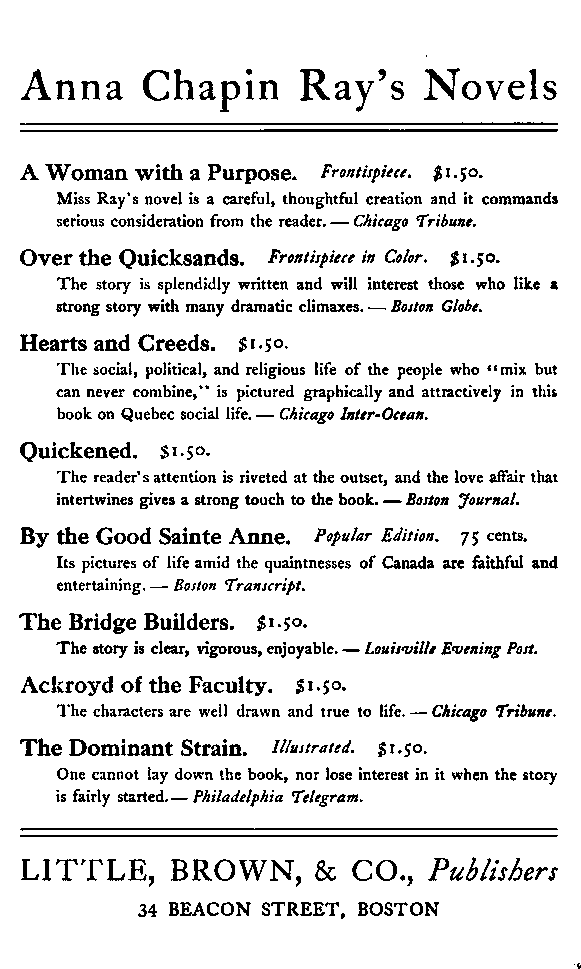 Anna Chapin Ray's Novels
A Woman with a Purpose. Frontispiece. $1.50.
Miss Ray's novel is a careful, thoughtful creation and it commands
serious consideration from the reader. — Chicago Tribune.
Over the Quicksands. Frontispiece in Color. $1.50.
The story is splendidly written and will interest those who like a
strong story with many dramatic climaxes. — Boston Globe.
Hearts and Creeds. $1.50.
The social, political, and religious life of the people who "mix but
can never combine," is pictured graphically and attractively in this
book on Quebec social life. — Chicago Inter-Ocean.
Quickened. $1.50.
The reader's attention is riveted at the outset, and the love affair that
intertwines gives a strong touch to the book. — Boston Journal.
By the Good Sainte Anne. Popular Edition. 75 cents.
Its pictures of life amid the quaintnesses of Canada are faithful and
entertaining. — Boston Transcript.
The Bridge Builders. $1.50.
The story is clear, vigorous, enjoyable. — Louisville Evening Post.
Ackroyd of the Faculty. $1.50.
The characters are well drawn and true to life. — Chicago Tribune.
The Dominant Strain. Illustrated. $1.50.
One cannot lay down the book, nor lose interest in it when the story
is fairly started. — Philadelphia Telegram.
LITTLE, BROWN, & CO., Publishers
34 BEACON STREET, BOSTON